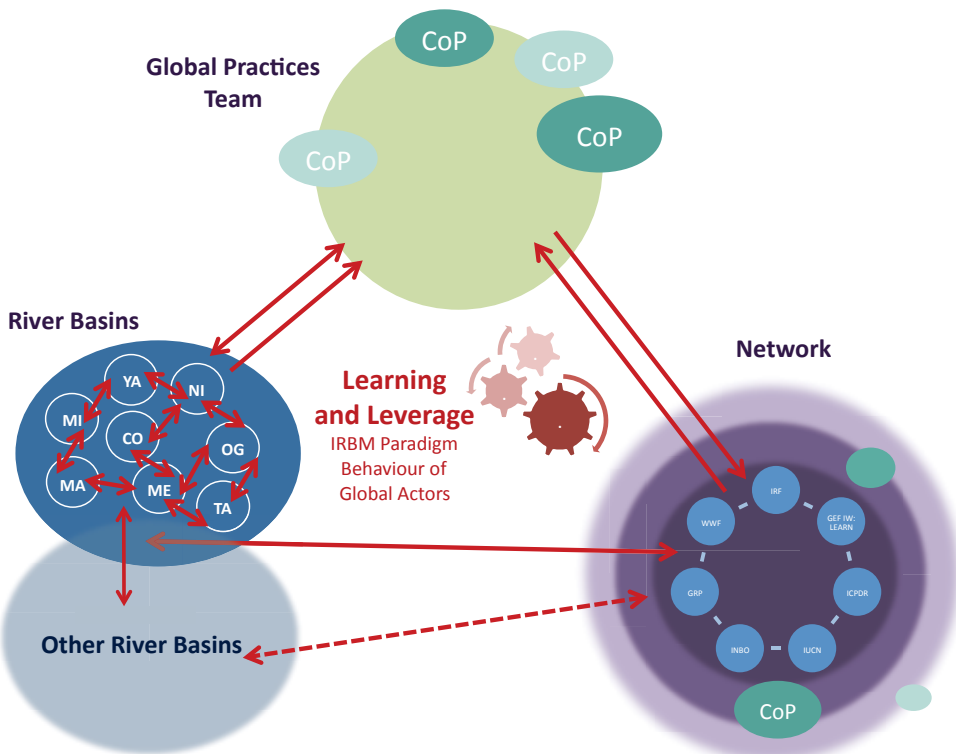 CoP
CoP
Global Practices
Team
CoP
CoP
River Basins
Network
YA
NI
MI
CO
OG
MA
ME
TA
Learning
and Leverage
IRBM Paradigm
Behaviour of
Global Actors
IRF
WWF
GEF IW:
LEARN
GRP
ICPDR
INBO
IUCN
Other River Basins
CoP